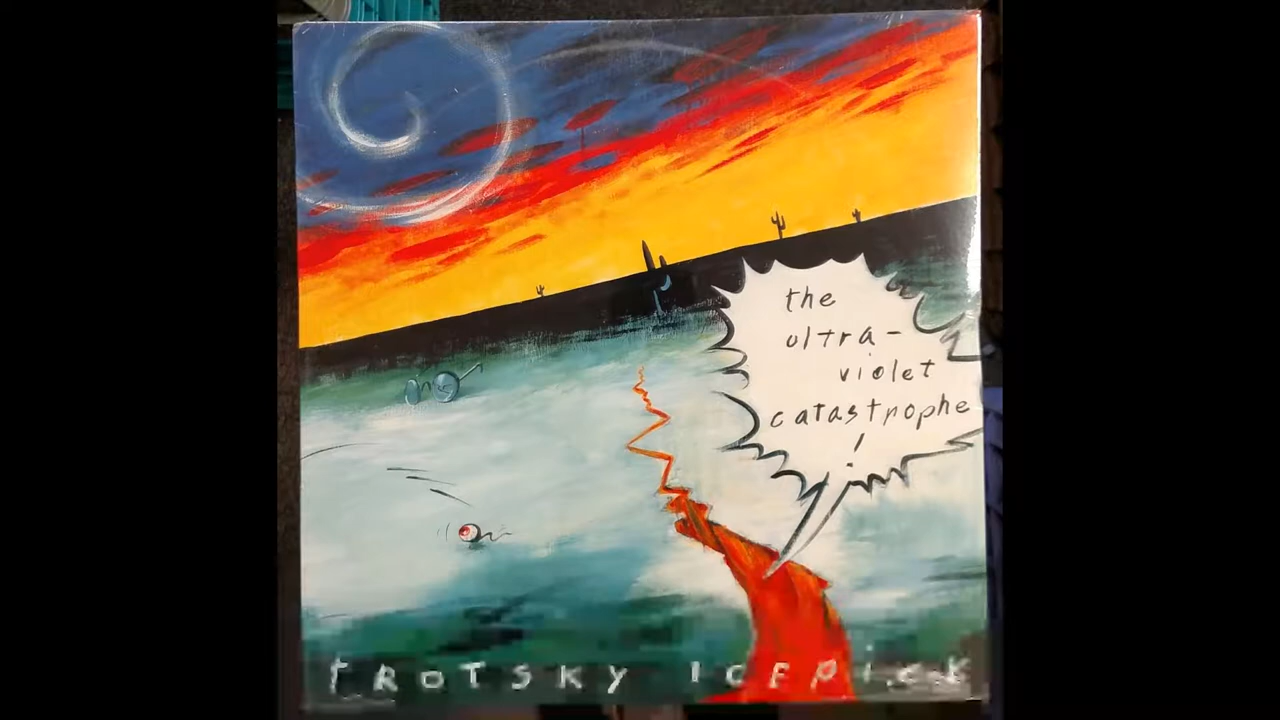 the
ultra-
violet
catastrophe
!
TROTSKY ICEPicK